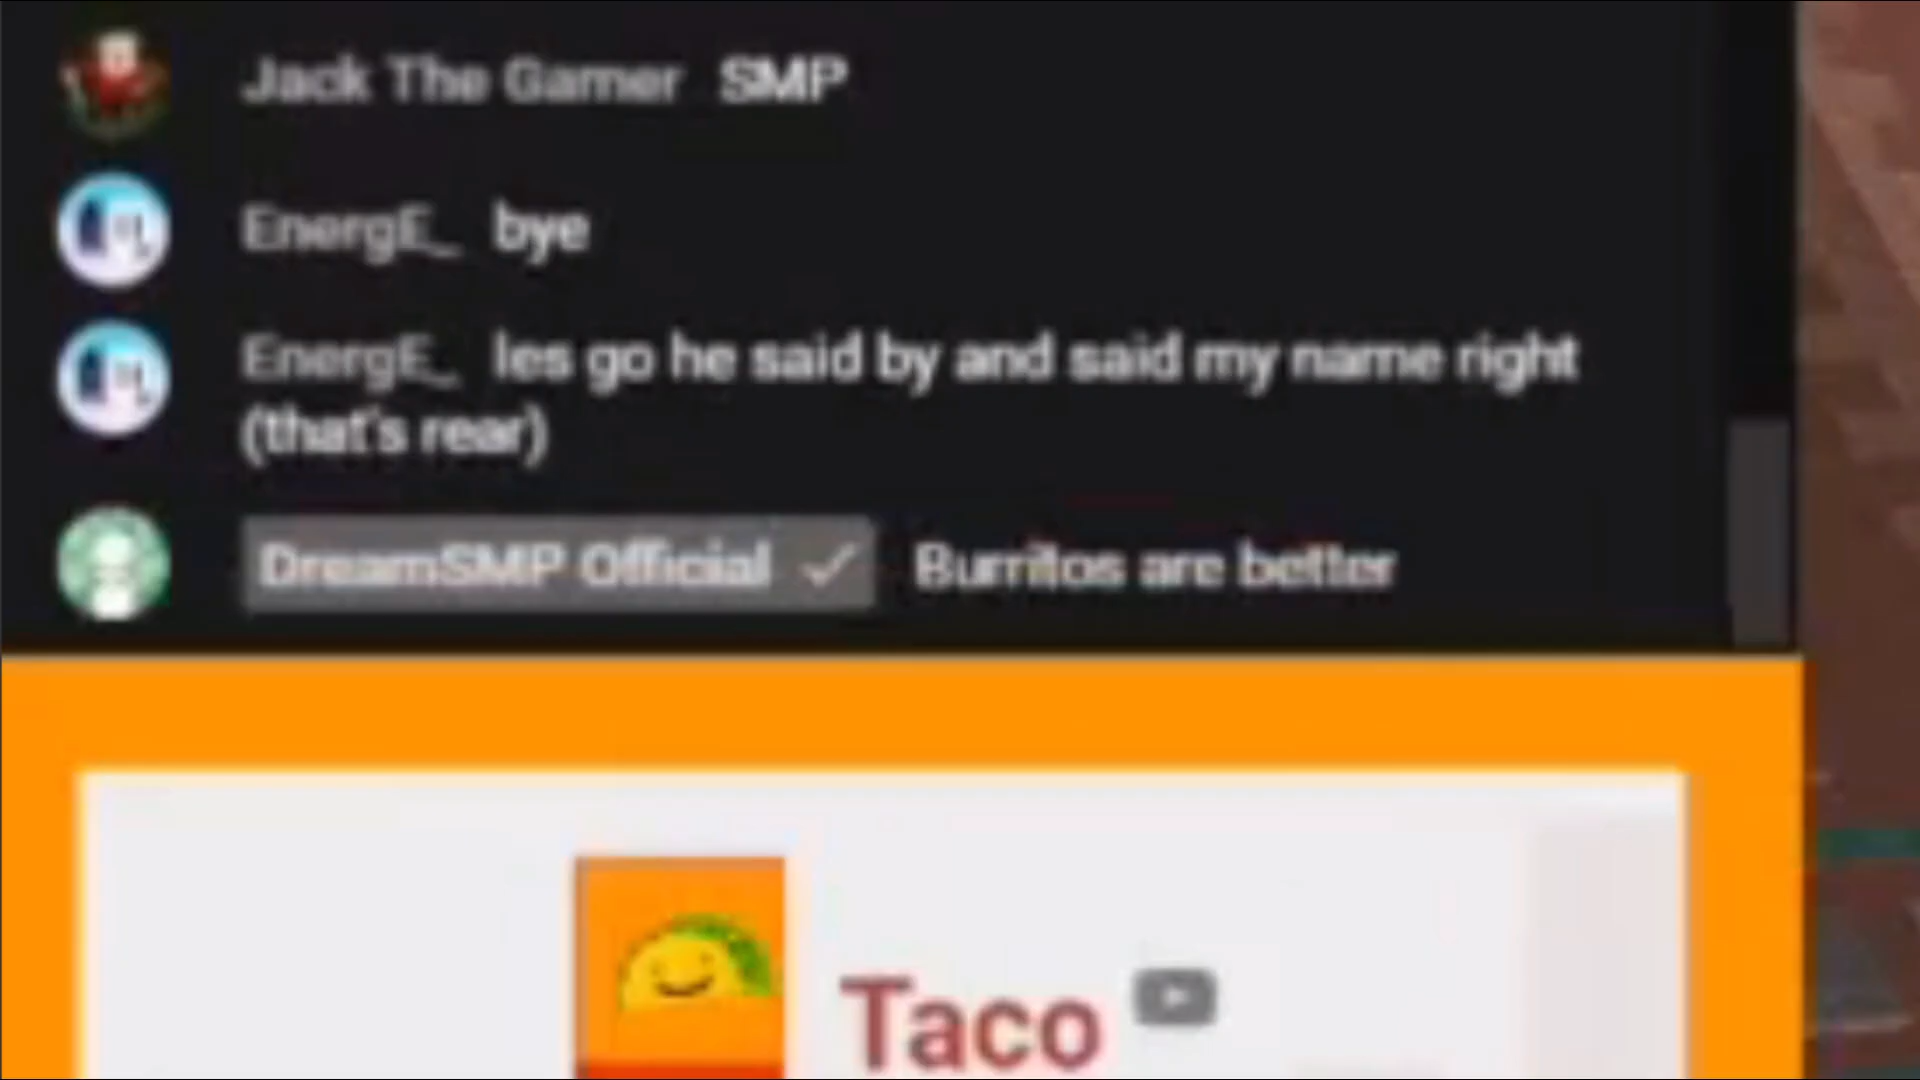 Jack The Gamer SMP
EnergE_ bye
EnergE_ les go he said by and said my name right
(that's rear)
DreamSMP Official ✓ Burritos are better
Taco